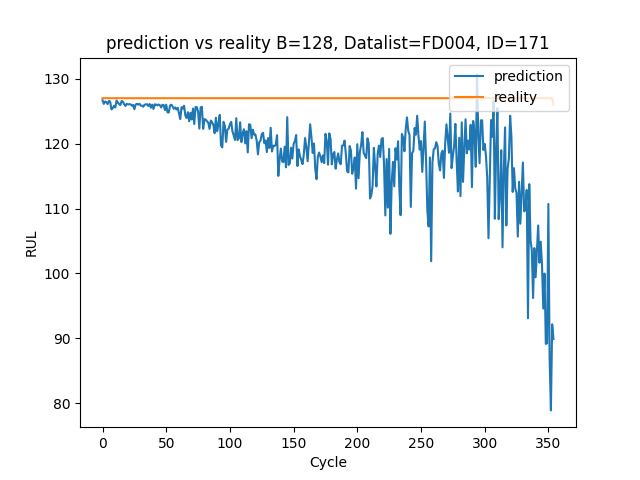 prediction vs reality B=128, Datalist=FD004, ID=171
prediction
reality
130
120
110
100
90
80
RUL
0 50 100 150 200 250 300 350
Cycle